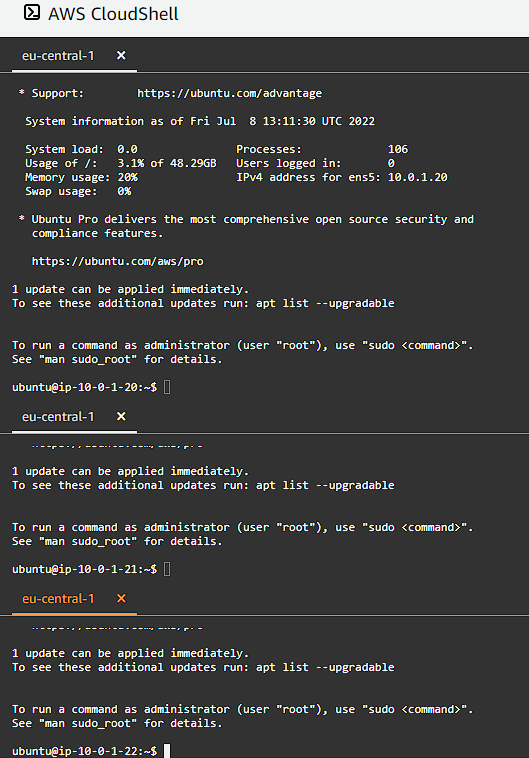 AWS CloudShell
eu-central-1 ×
* Support: https://ubuntu.com/advantage
System information as of Fri Jul 8 13:11:30 UTC 2022
System load: 0.0 Processes: 106
Usage of /: 3.1% of 48.29GB Users logged in: 0
Memory usage: 20% IPv4 address for ens5: 10.0.1.20
Swap usage: 0%
* Ubuntu Pro delivers the most comprehensive open source security and
compliance features.
https://ubuntu.com/aws/pro
1 update can be applied immediately.
To see these additional updates run: apt list --upgradable
To run a command as administrator (user "root"), use "sudo <command>".
See "man sudo_root" for details.
ubuntu@ip-10-0-1-20:~$
eu-central-1 ×
1 update can be applied immediately.
To see these additional updates run: apt list --upgradable
To run a command as administrator (user "root"), use "sudo <command>".
See "man sudo_root" for details.
ubuntu@ip-10-0-1-21:~$
eu-central-1 ×
1 update can be applied immediately.
To see these additional updates run: apt list --upgradable
To run a command as administrator (user "root"), use "sudo <command>".
See "man sudo_root" for details.
ubuntu@ip-10-0-1-22:~$